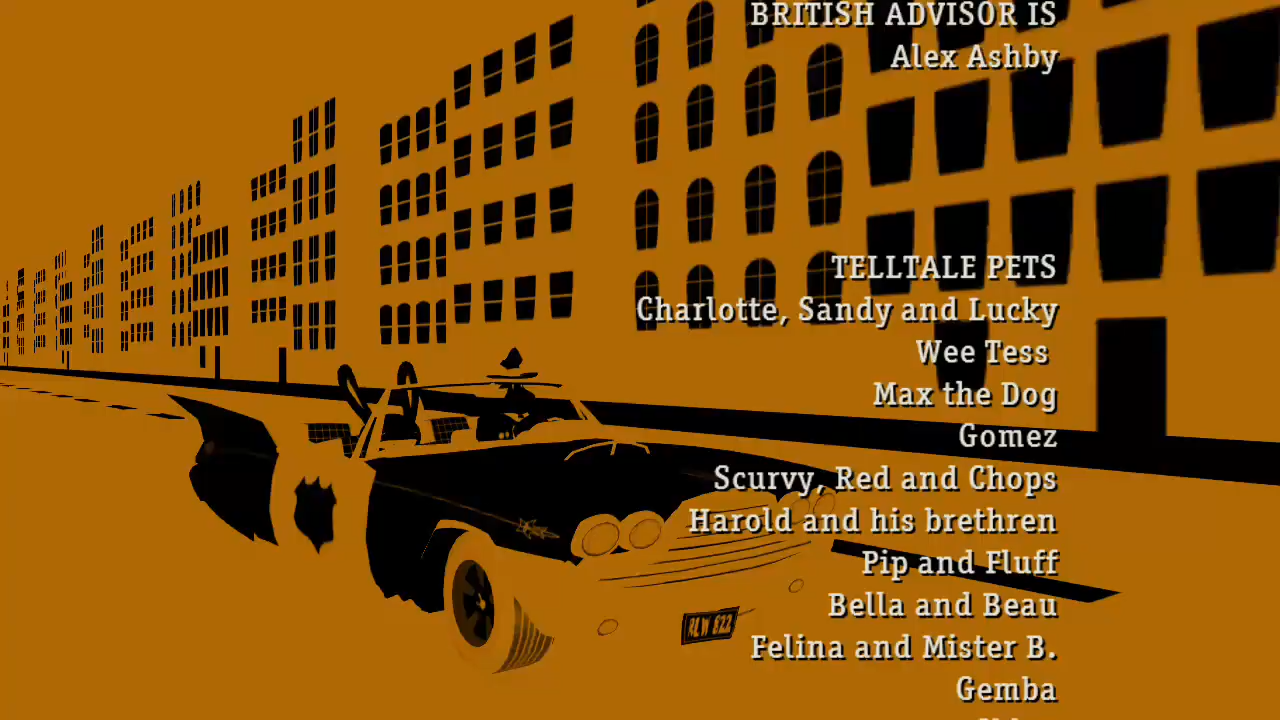 BRITISH ADVISOR IS
Alex Ashby
TELLTALE PETS
Charlotte, Sandy and Lucky
Wee Tess
Max the Dog
Gomez
Scurvy, Red and Chops
Harold and his brethren
Pip and Fluff
Bella and Beau
Felina and Mister B.
Gemba